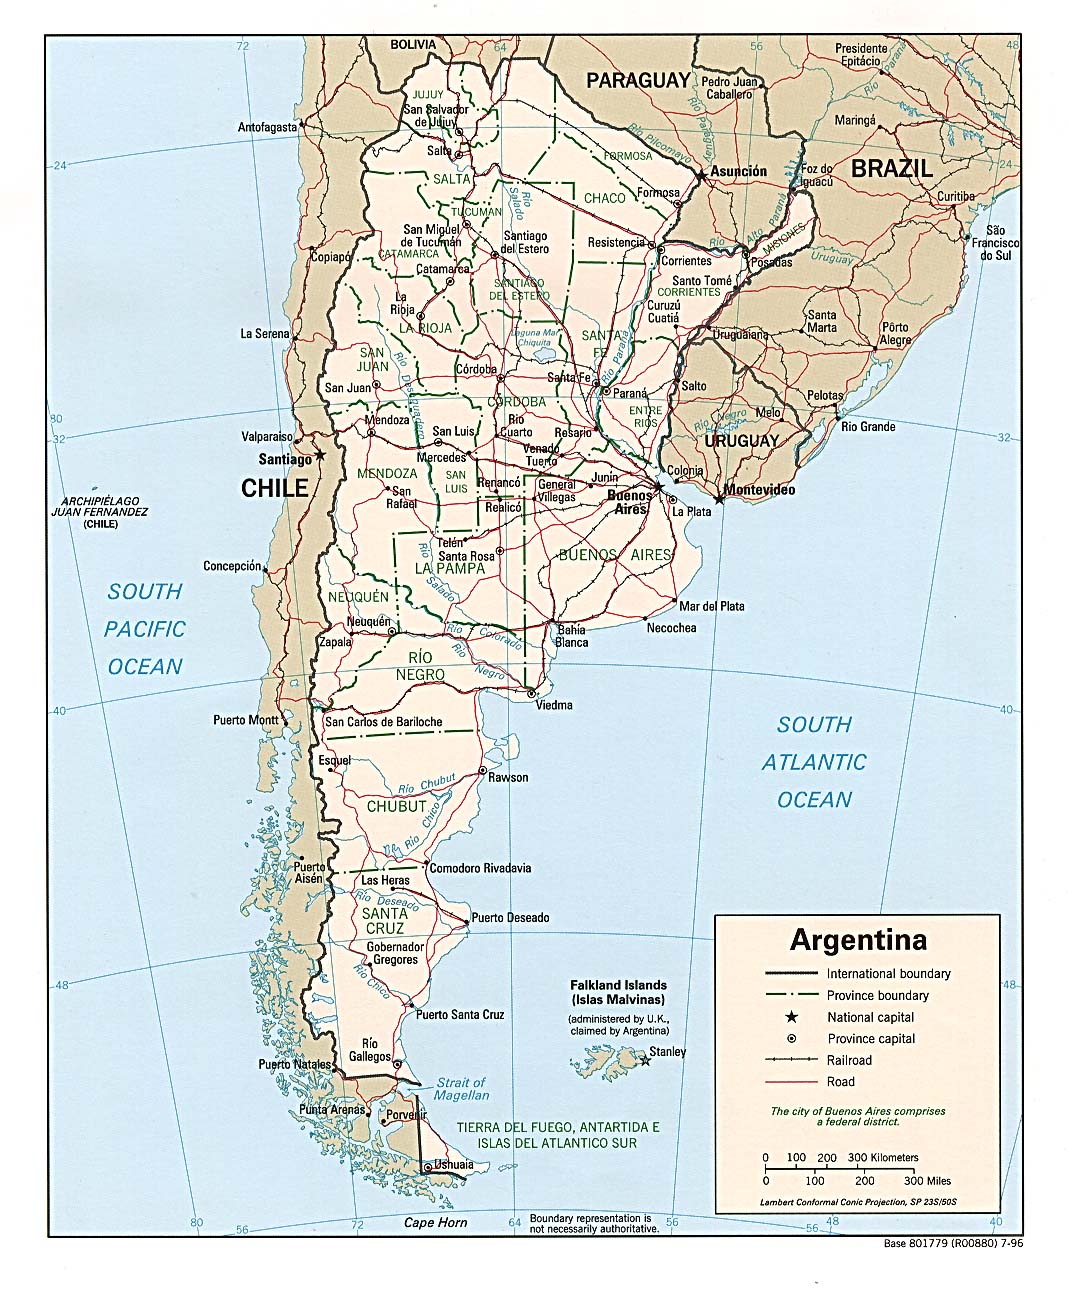 72
64
56
48
BOLIVIA
PARAGUAY
Pedro Juan
Caballero
Presidente
Epitácio
Río Paraná
JUJUY
San Salvador
de Jujuy
Antofagasta
Río Paraguay
Maringá
Río Pilcomayo
Salta
FORMOSA
24
24
Asunción
Foz do
Iguaçú
BRAZIL
SALTA
CHACO
Formosa
Curitiba
Río
Salado
TUCUMAN
Alto Paraná
San Miguel
de Tucumán
Santiago
del Estero
Resistencia
Río
MISIONES
São
Francisco
do Sul
Copiapó
CATAMARCA
Corrientes
Posadas
Uruguay
Catamarca
SANTIAGO
DEL ESTERO
Santo Tomé
CORRIENTES
La
Rioja
Curuzú
Cuatiá
LA RIOJA
Santa
Marta
La Serena
Laguna Mar
Chiquita
SANTA
FE
Río Paraná
Uruguaiana
Pôrto
Alegre
SAN
JUAN
Río Desaguadero
Córdoba
Santa Fe
San Juan
Paraná
Salto
Pelotas
80
CORDOBA
ENTRE
RIOS
Río Negro
Melo
Mendoza
Río
Cuarto
Rosario
Rio Grande
Valparaiso
32
San Luis
32
Santiago
Mercedes
Venado
Tuerto
URUGUAY
MENDOZA
SAN
LUIS
Colonia
CHILE
San
Rafael
Renancó
General
Villegas
Junín
Buenos
Aires
Montevideo
ARCHIPIÉLAGO
JUAN FERNANDEZ
(CHILE)
Realicó
La Plata
Telén
Santa Rosa
BUENOS AIRES
Concepción
LA PAMPA
Río
Salado
SOUTH
PACIFIC
OCEAN
NEUQUÉN
Mar del Plata
Neuquén
Río Colorado
Bahía
Blanca
Necochea
Zapala
RÍO
NEGRO
Río Negro
Viedma
40
40
Puerto Montt
San Carlos de Bariloche
SOUTH
ATLANTIC
OCEAN
Esquel
Rawson
Río Chubut
CHUBUT
Río Chico
Puerto
Aisén
Comodoro Rivadavia
Las Heras
Río Deseado
SANTA
CRUZ
Puerto Deseado
Gobernador
Gregores
48
Río Chico
48
Puerto Santa Cruz
Falkland Islands
(Islas Malvinas)
(administered by U.K.,
claimed by Argentina)
Stanley
Río
Gallegos
Puerto Natales
Strait of
Magellan
Punta Arenas
Porvenir
TIERRA DEL FUEGO, ANTARTIDA E
ISLAS DEL ATLANTICO SUR
Ushuaia
Cape Horn
Boundary representation is
not necessarily authoritative.
80
56
72
64
56
48
40
Argentina
International boundary
Province boundary
National capital
Province capital
Railroad
Road
The city of Buenos Aires comprises
a federal district.
0 100 200 300 Kilometers
0 100 200 300 Miles
Lambert Conformal Conic Projection, SP 23S/50S
Base 801779 (R00880) 7-96